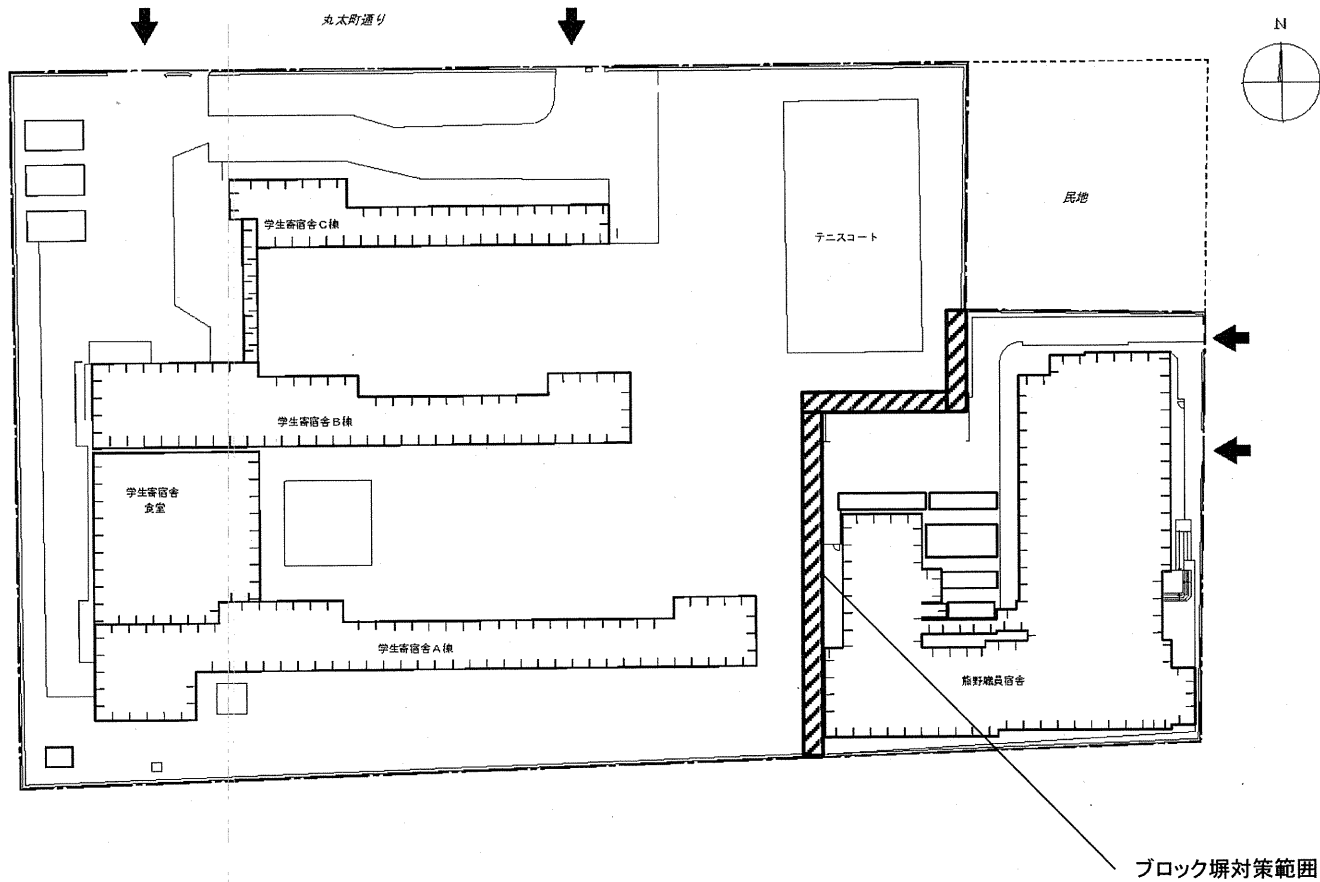 丸太町通り
N
民地
学生寄宿舎C棟
テニスコート
学生寄宿舎B棟
学生寄宿舎
食堂
学生寄宿舎A棟
熊野職員宿舎
ブロック塀対策範囲